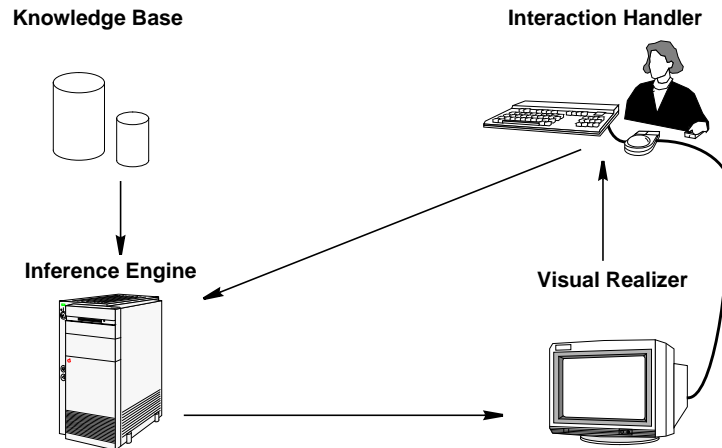 Knowledge Base
Interaction Handler
Inference Engine
Visual Realizer